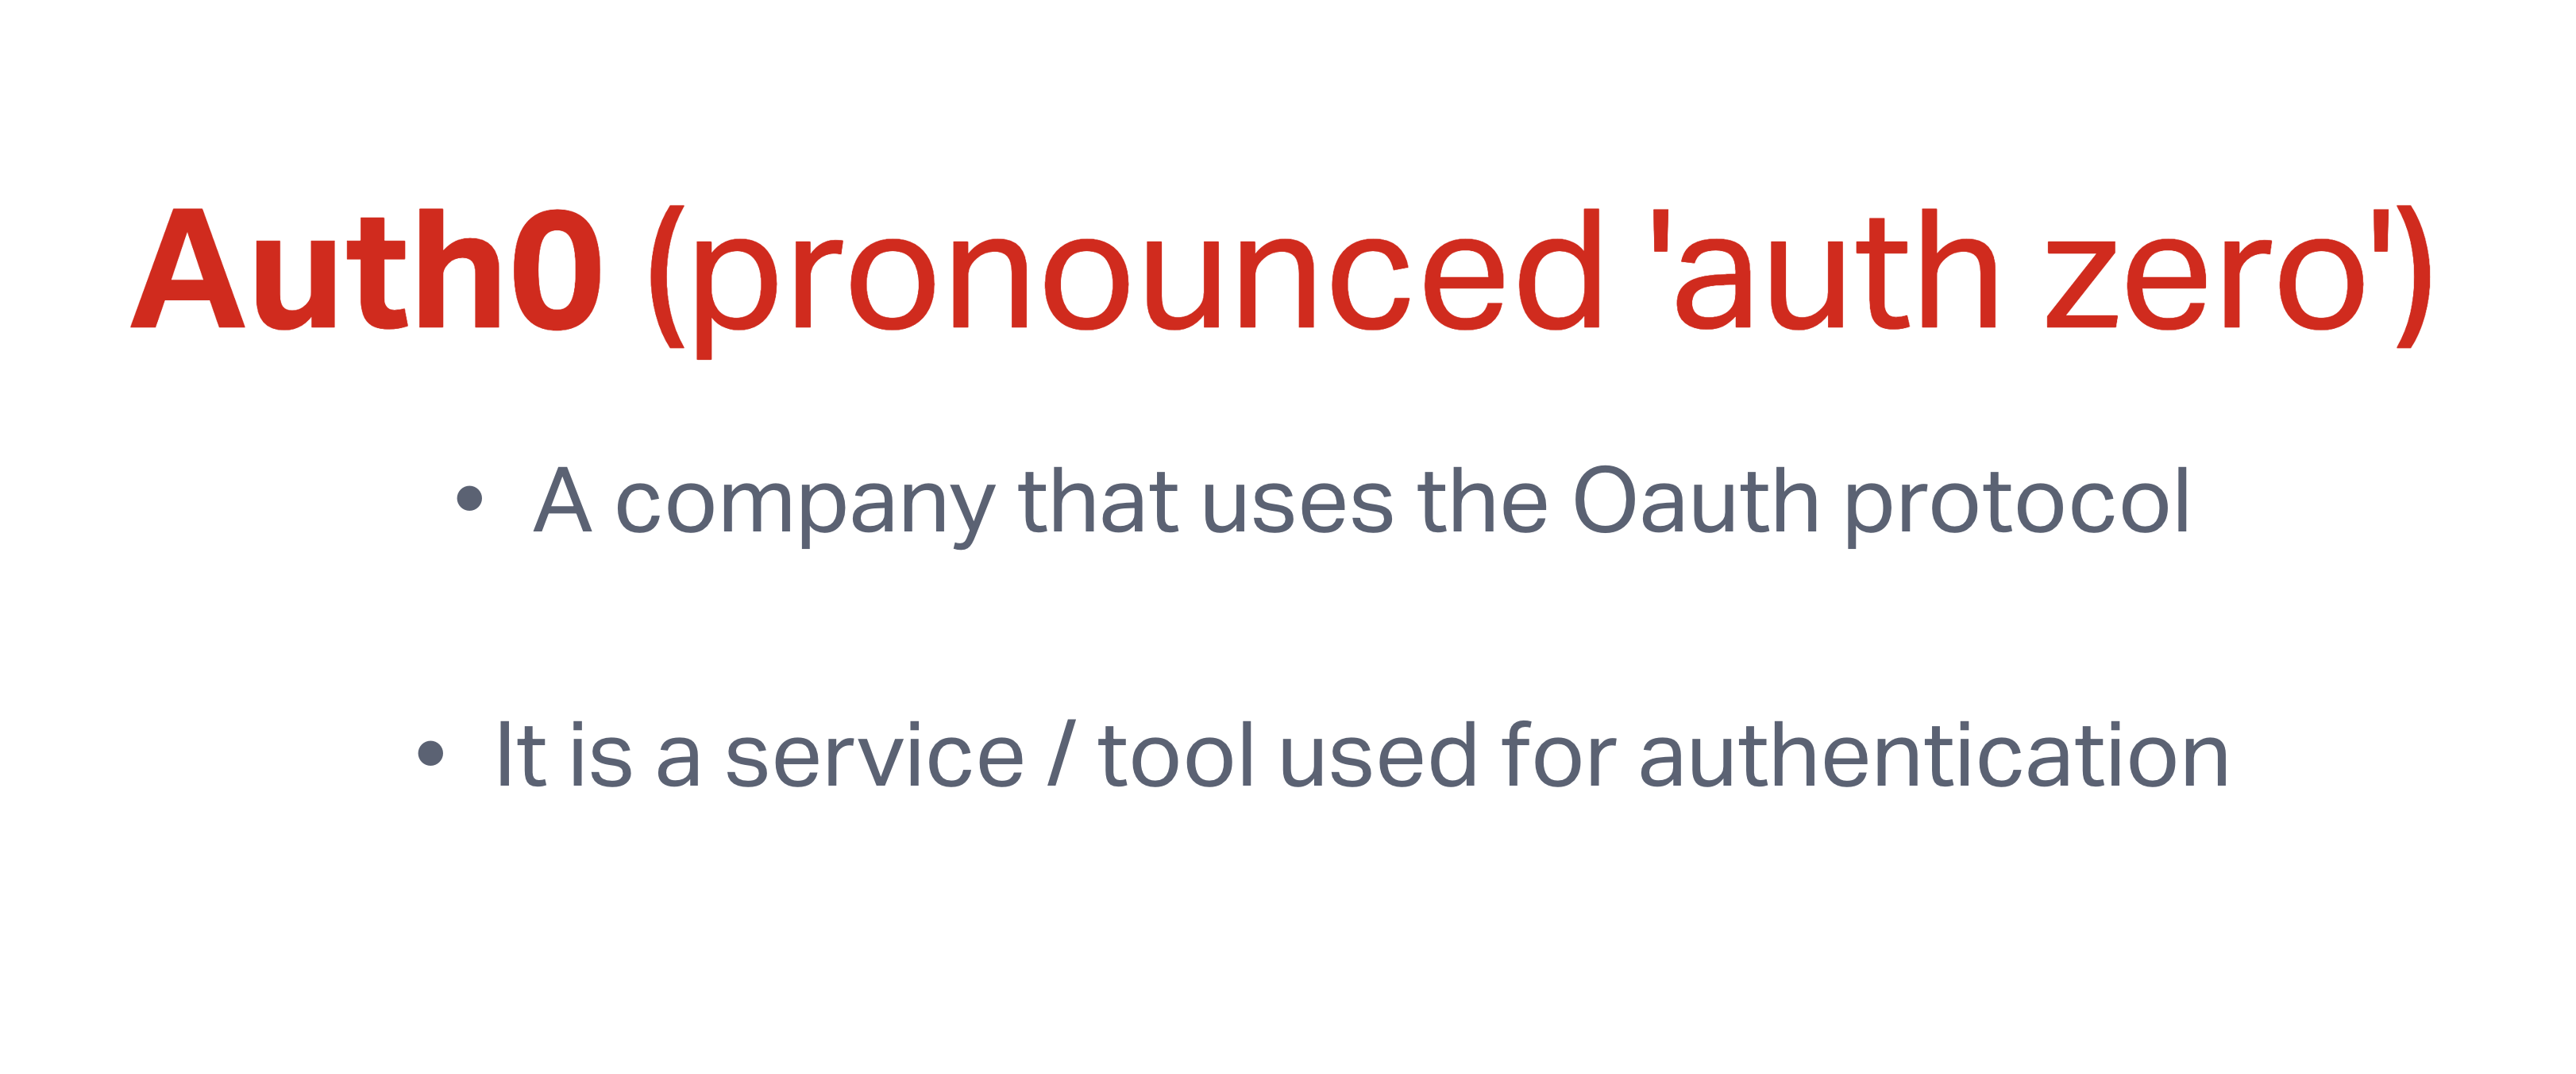 Auth0 (pronounced 'auth zero')
• A company that uses the Oauth protocol
• It is a service / tool used for authentication